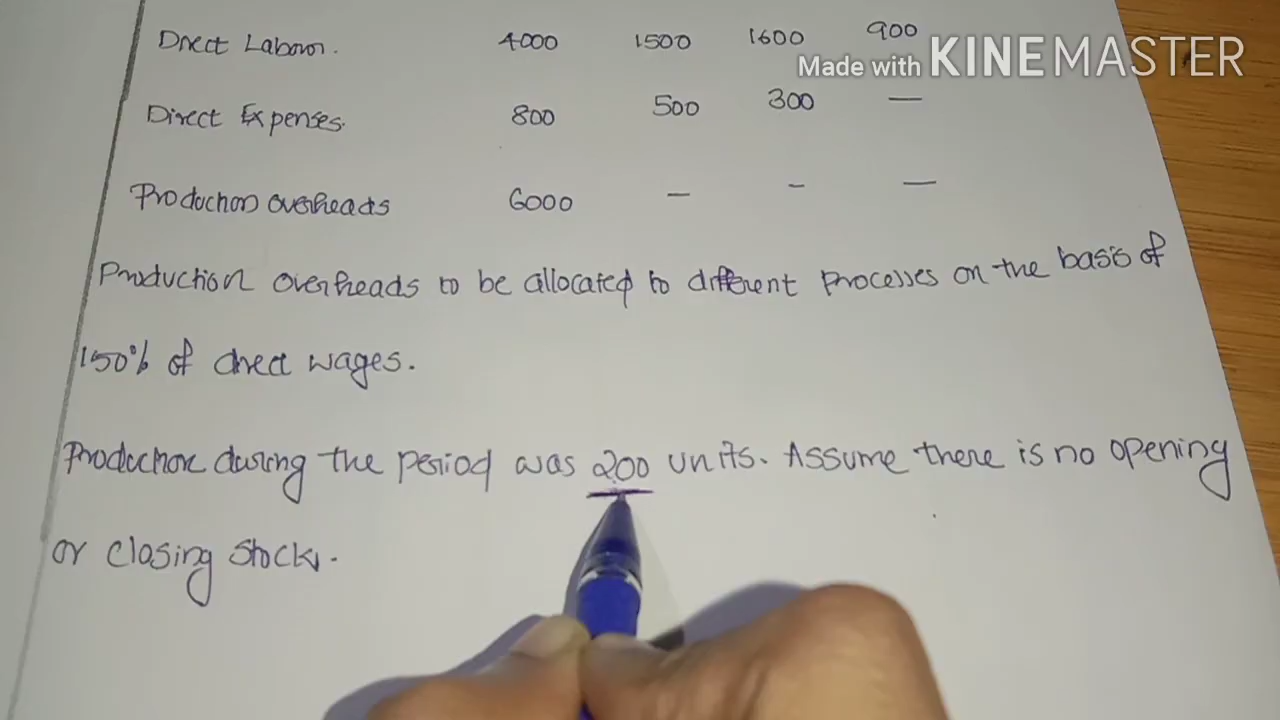 Direct Labour. 4000 1500 1600 900
Made with KINEMASTER
Direct Expenses. 800 500 300 —
Production overheads 6000 — - —
Production overheads to be allocated to different processes on the basis of
150% of direct wages.
Production during the period was 200 units. Assume there is no opening
or closing stock.